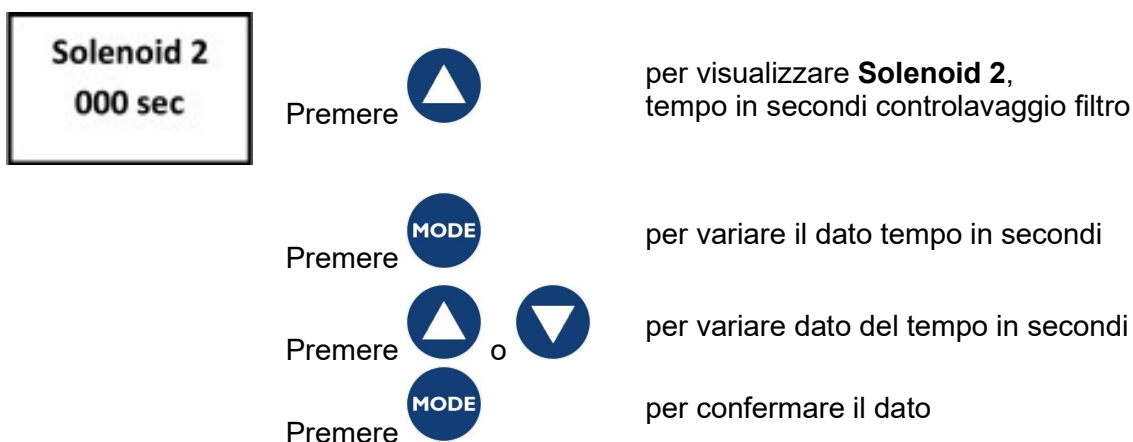 Solenoid 2
000 sec
Premere
per visualizzare Solenoid 2,
tempo in secondi controlavaggio filtro
Premere MODE
per variare il dato tempo in secondi
Premere o
per variare dato del tempo in secondi
Premere MODE
per confermare il dato